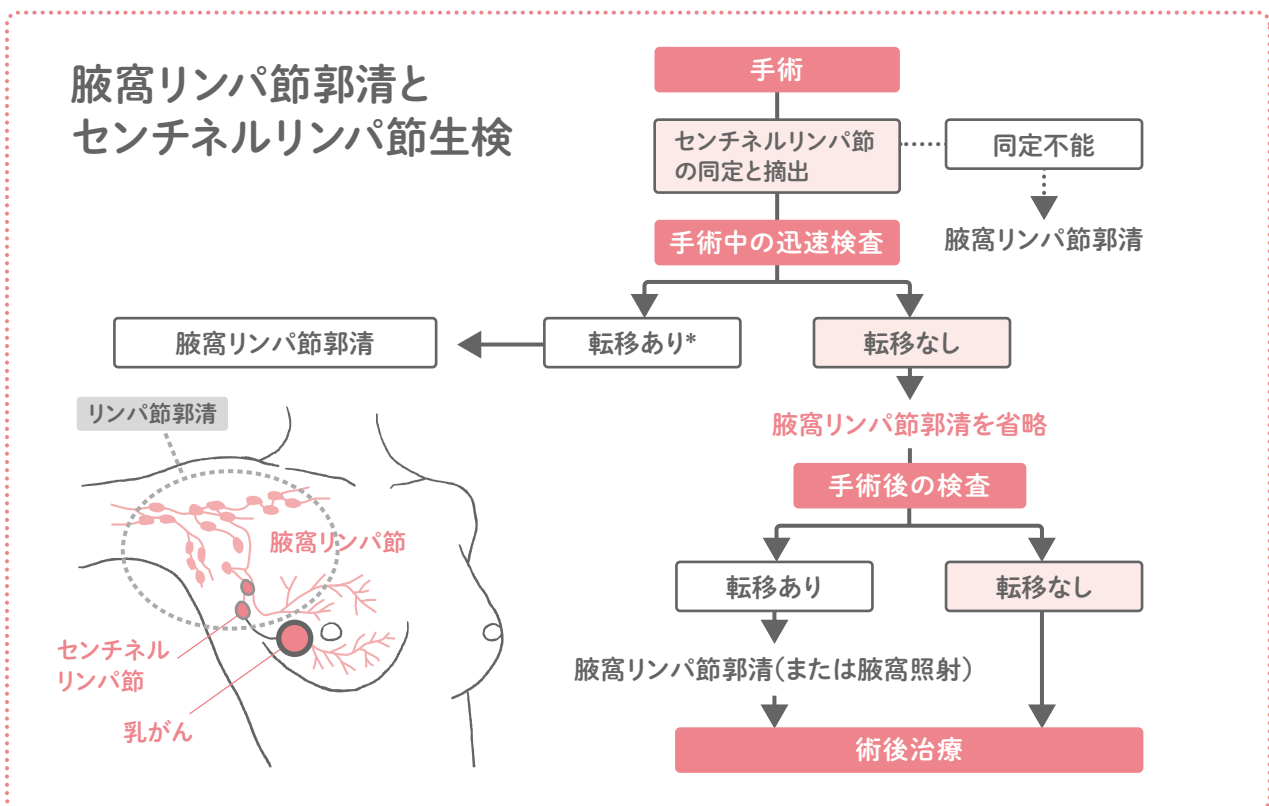 腋窩リンパ節郭清と
センチネルリンパ節生検
手術
センチネルリンパ節
の同定と摘出
同定不能
腋窩リンパ節郭清
手術中の迅速検査
転移あり*
転移なし
腋窩リンパ節郭清
腋窩リンパ節郭清を省略
手術後の検査
転移あり
転移なし
腋窩リンパ節郭清(または腋窩照射)
術後治療
リンパ節郭清
腋窩リンパ節
センチネル
リンパ節
乳がん